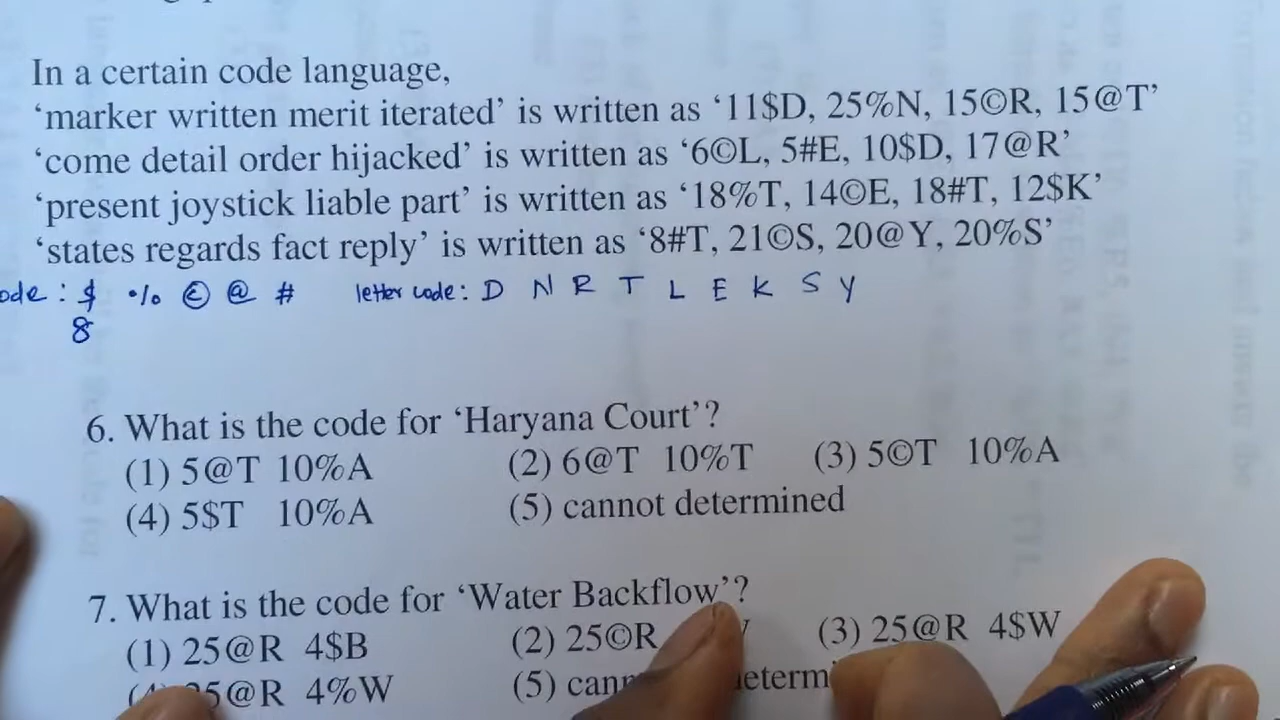 In a certain code language,
‘marker written merit iterated’ is written as ‘11$D, 25%N, 15©R, 15@T’
‘come detail order hijacked’ is written as ‘6©L, 5#E, 10$D, 17@R’
‘present joystick liable part’ is written as ‘18%T, 14©E, 18#T, 12$K’
‘states regards fact reply’ is written as ‘8#T, 21©S, 20@Y, 20%S’
ode : $ % © @ # letter code : D N R T L E K S Y
8
6. What is the code for ‘Haryana Court’?
(1) 5@T 10%A (2) 6@T 10%T (3) 5©T 10%A
(4) 5$T 10%A (5) cannot determined
7. What is the code for ‘Water Backflow’?
(1) 25@R 4$B (2) 25©R (3) 25@R 4$W
5@R 4%W (5)